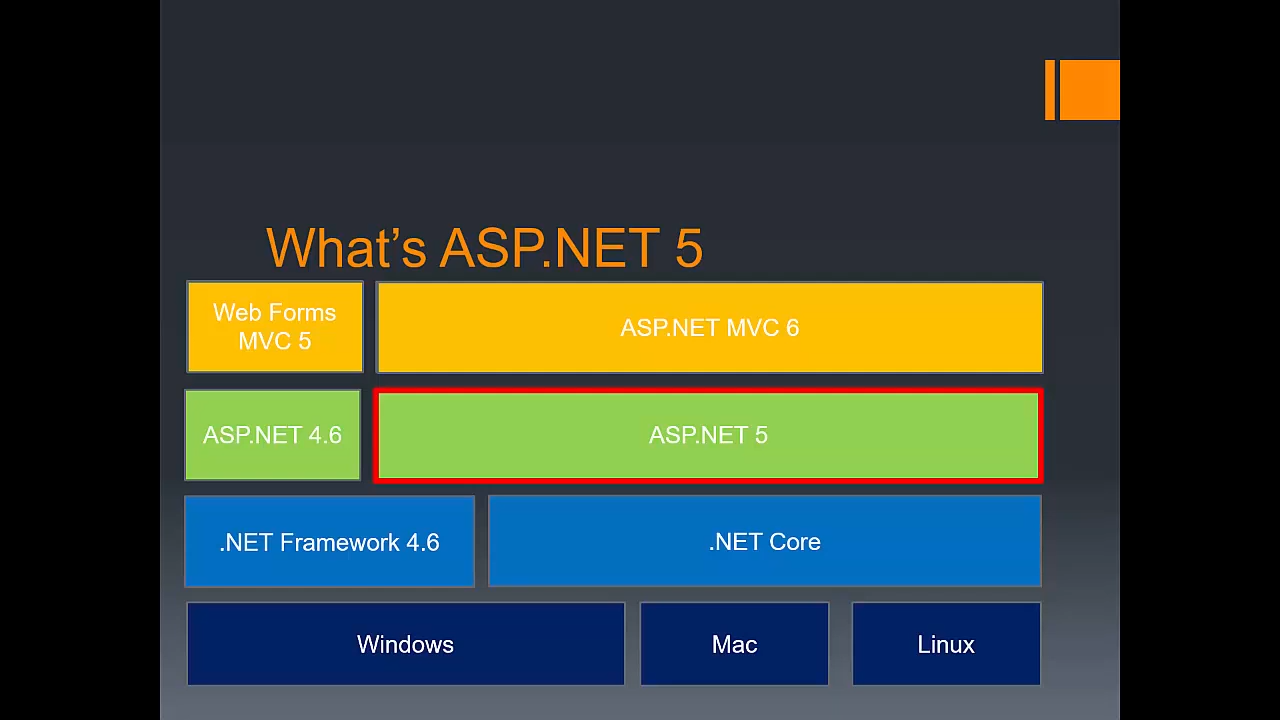 What’s ASP.NET 5
Web Forms
MVC 5
ASP.NET MVC 6
ASP.NET 4.6
ASP.NET 5
.NET Framework 4.6
.NET Core
Windows
Mac
Linux